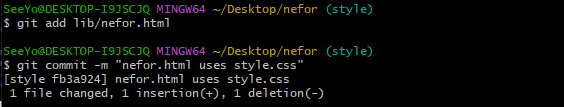 SeeYo@DESKTOP-I9JSCJQ MINGW64 ~/Desktop/nefor (style)
$ git add lib/nefor.html
SeeYo@DESKTOP-I9JSCJQ MINGW64 ~/Desktop/nefor (style)
$ git commit -m "nefor.html uses style.css"
[style fb3a924] nefor.html uses style.css
1 file changed, 1 insertion(+), 1 deletion(-)